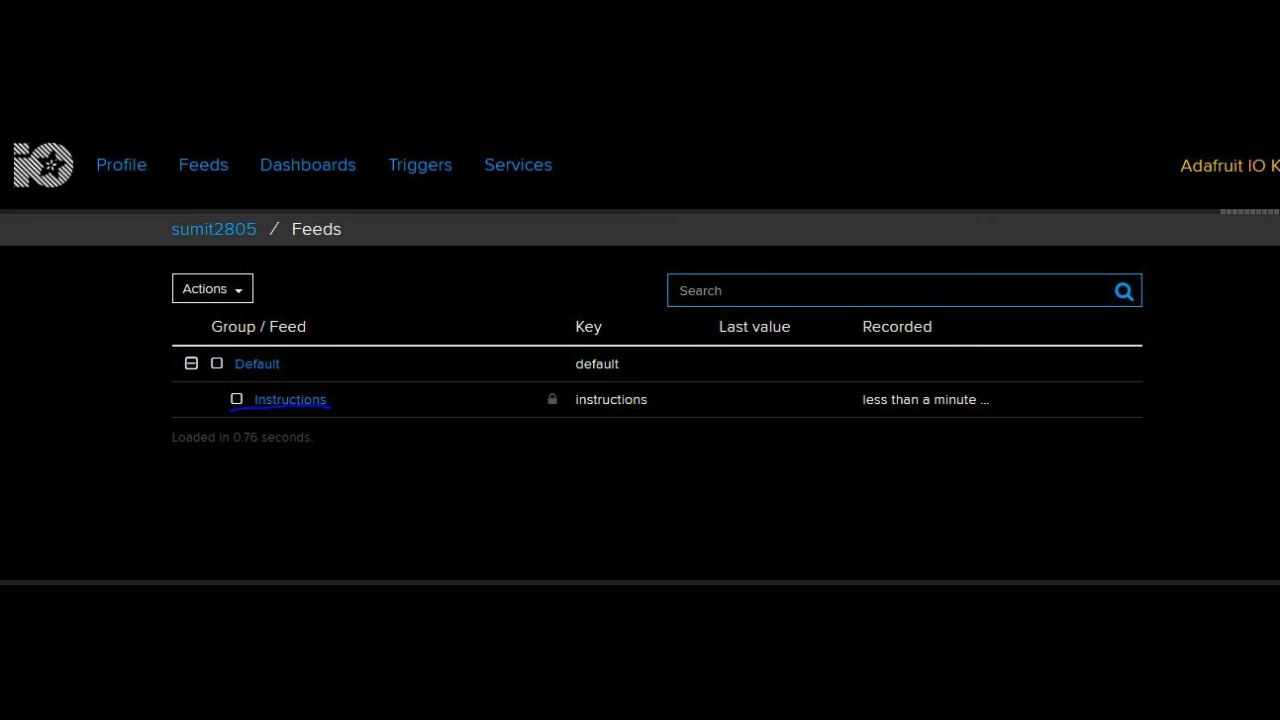 iO Profile Feeds Dashboards Triggers Services Adafruit IO K
sumit2805 / Feeds
Actions Search
Group / Feed Key Last value Recorded
Default default
Instructions instructions less than a minute ...
Loaded in 0.76 seconds.